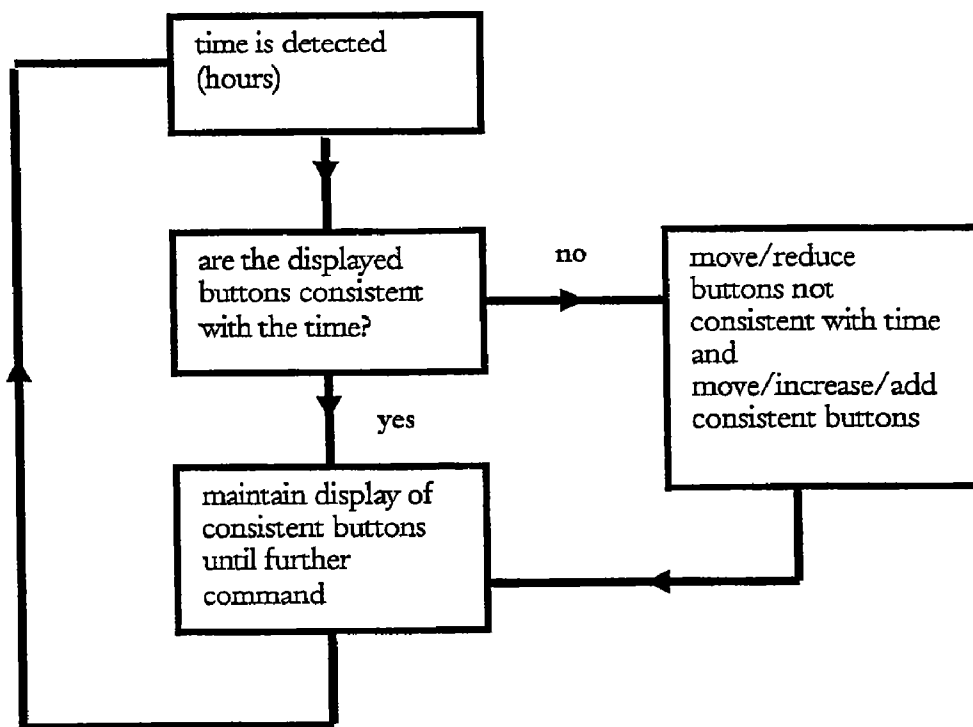 time is detected
(hours)
are the displayed
buttons consistent
with the time?
no
move/reduce
buttons not
consistent with time
and
move/increase/add
consistent buttons
yes
maintain display of
consistent buttons
until further
command